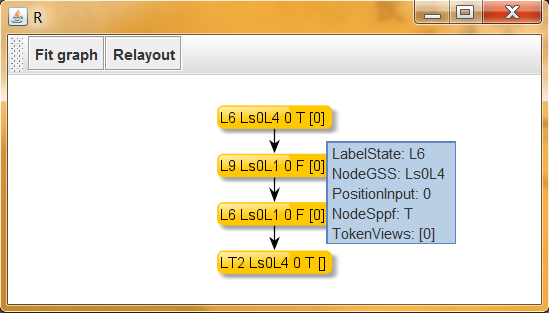 R
Fit graph Relayout
L6 Ls0L4 0 T [0]
L9 Ls0L1 0 F [0]
L6 Ls0L1 0 F [0]
LT2 Ls0L4 0 T []
LabelState: L6
NodeGSS: Ls0L4
PositionInput: 0
NodeSppf: T
TokenViews: [0]